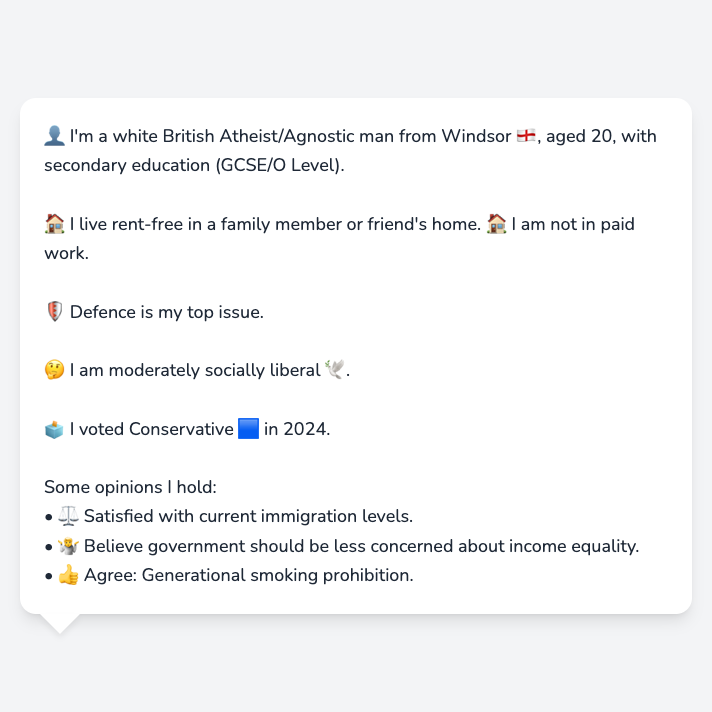 👤 I'm a white British Atheist/Agnostic man from Windsor 🏴󠁧󠁢󠁥󠁮󠁧󠁿, aged 20, with
secondary education (GCSE/O Level).
🏠 I live rent-free in a family member or friend's home. 🏠 I am not in paid
work.
🛡️ Defence is my top issue.
🤔 I am moderately socially liberal 🕊️.
🗳️ I voted Conservative 🟦 in 2024.
Some opinions I hold:
• ⚖️ Satisfied with current immigration levels.
• 🤷 Believe government should be less concerned about income equality.
• 👍 Agree: Generational smoking prohibition.